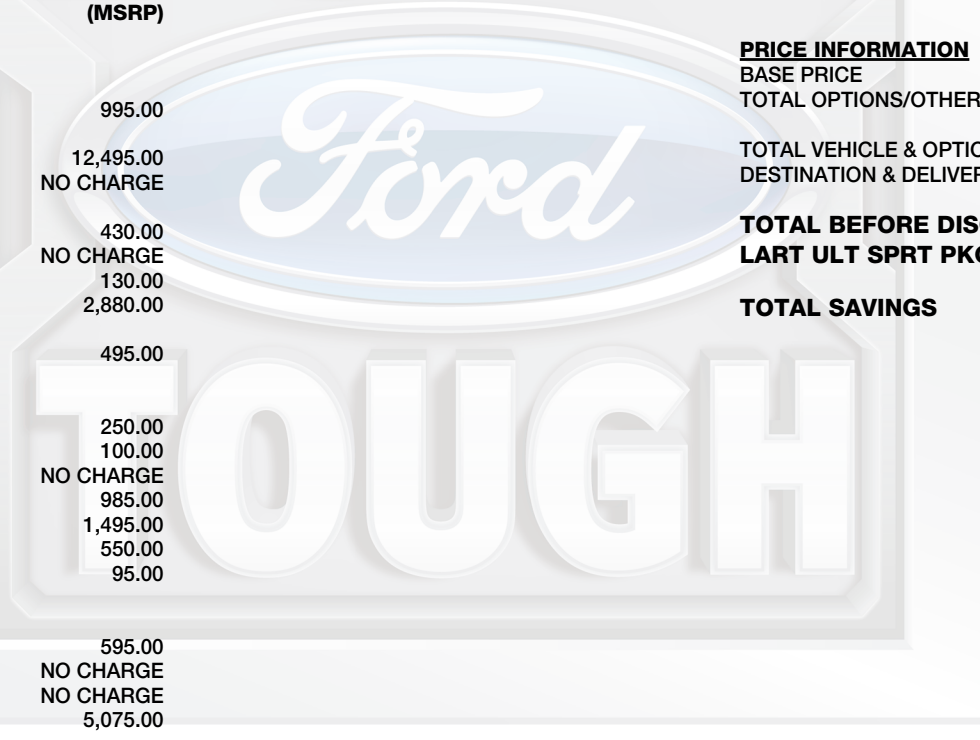 (MSRP)
995.00
12,495.00
NO CHARGE
430.00
NO CHARGE
130.00
2,880.00
495.00
250.00
100.00
NO CHARGE
985.00
1,495.00
550.00
95.00
595.00
NO CHARGE
NO CHARGE
5,075.00
PRICE INFORMATION
BASE PRICE
TOTAL OPTIONS/OTHER
TOTAL VEHICLE & OPTIO
DESTINATION & DELIVER
TOTAL BEFORE DIS
LART ULT SPRT PK
TOTAL SAVINGS
Ford
TOUGH